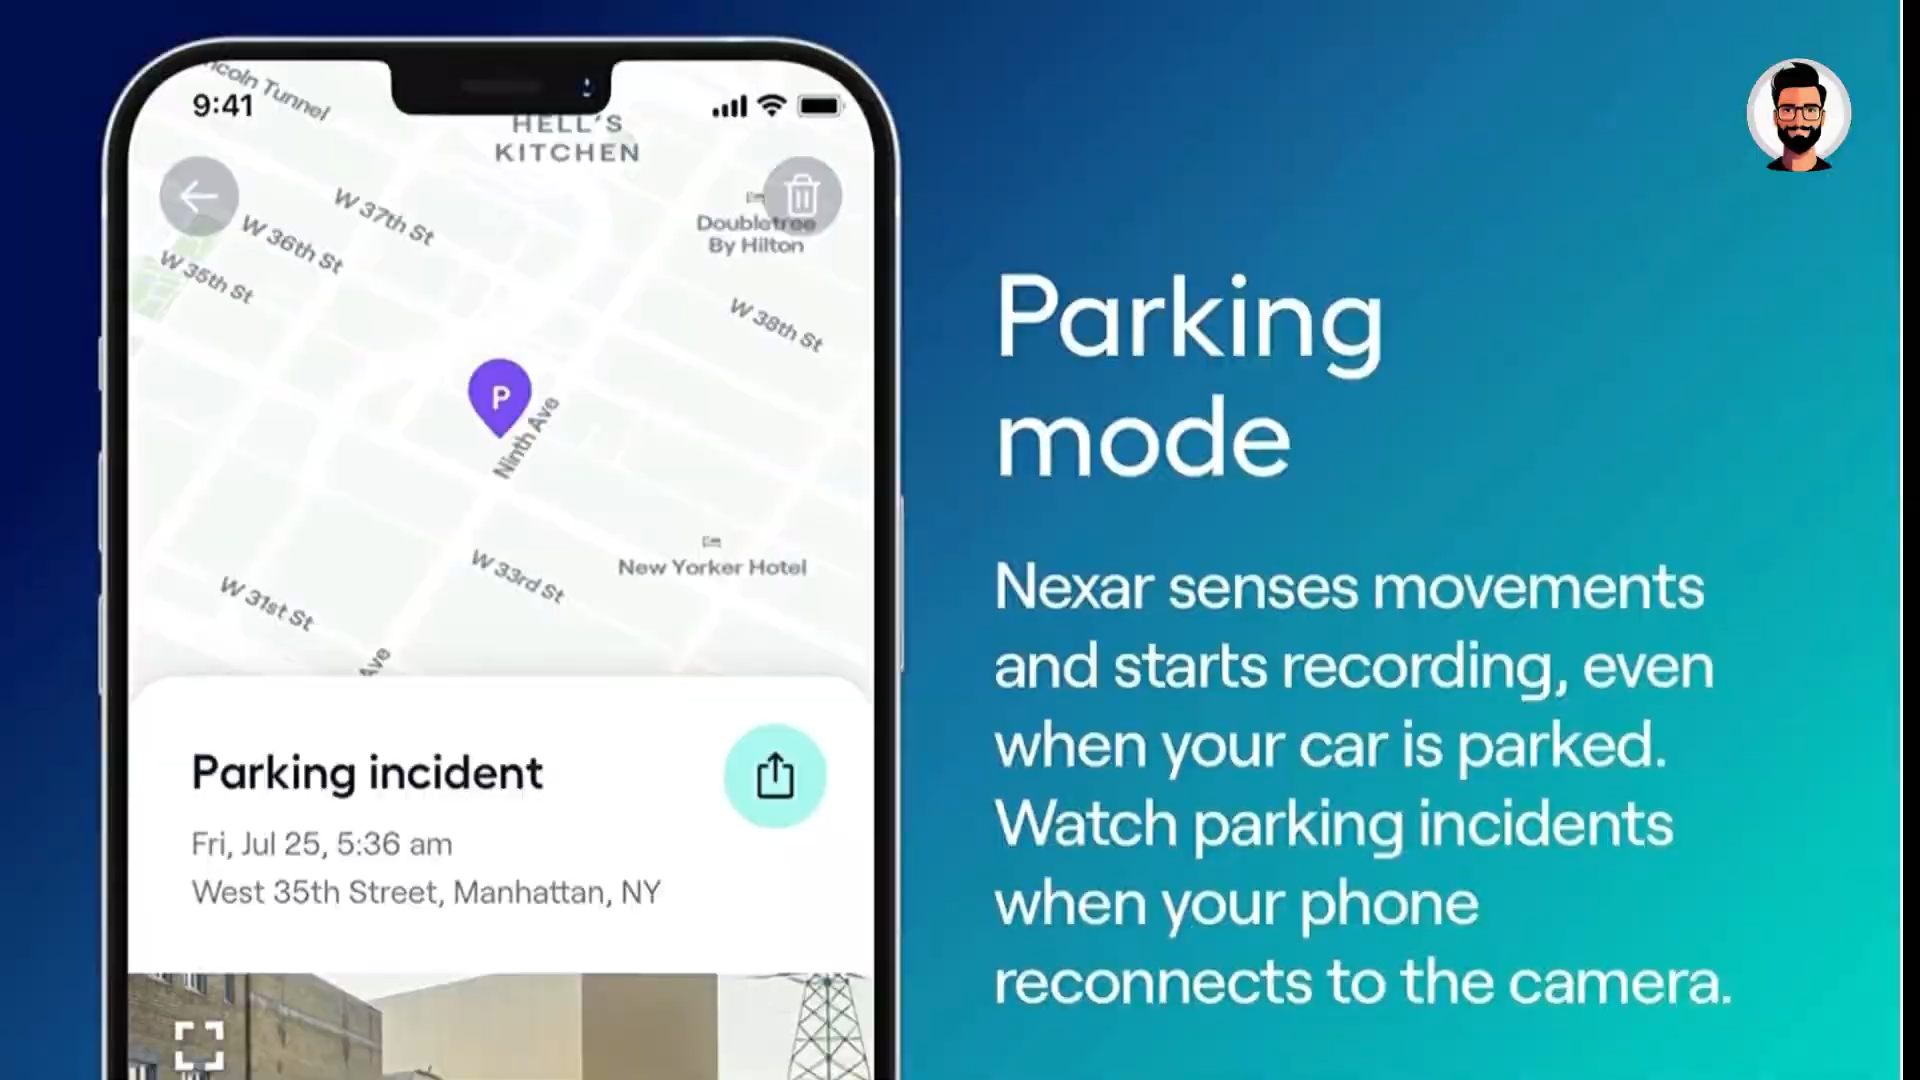 ncoln Tunnel
9:41
HELL'S
KITCHEN
W 37th St
W 36th St
W 35th St
Doubletree
By Hilton
W 38th St
P
Ninth Ave
New Yorker Hotel
W 33rd St
W 31st St
Ave
Parking incident
Fri, Jul 25, 5:36 am
West 35th Street, Manhattan, NY
Parking
mode
Nexar senses movements
and starts recording, even
when your car is parked.
Watch parking incidents
when your phone
reconnects to the camera.